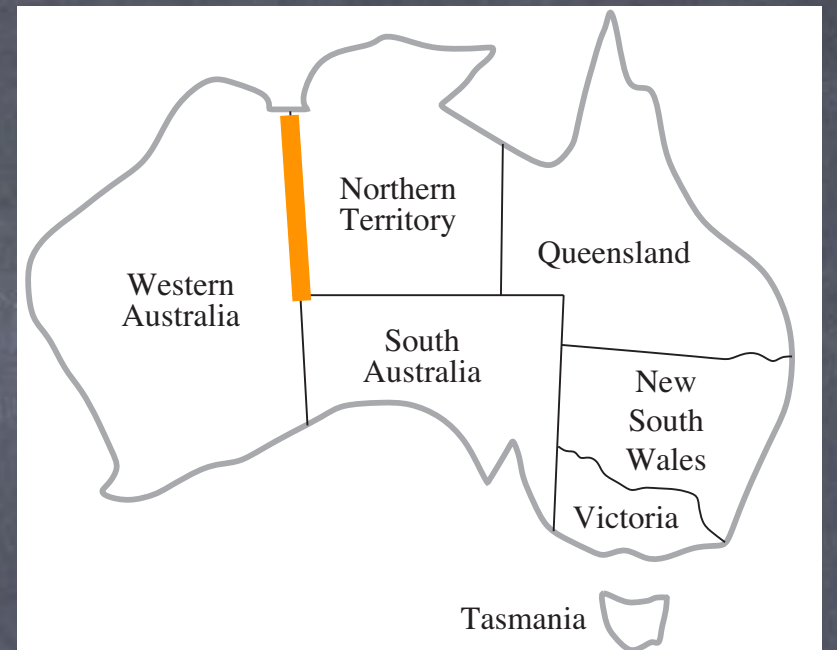 Northern
Territory
Queensland
Western
Australia
South
Australia
New
South
Wales
Victoria
Tasmania